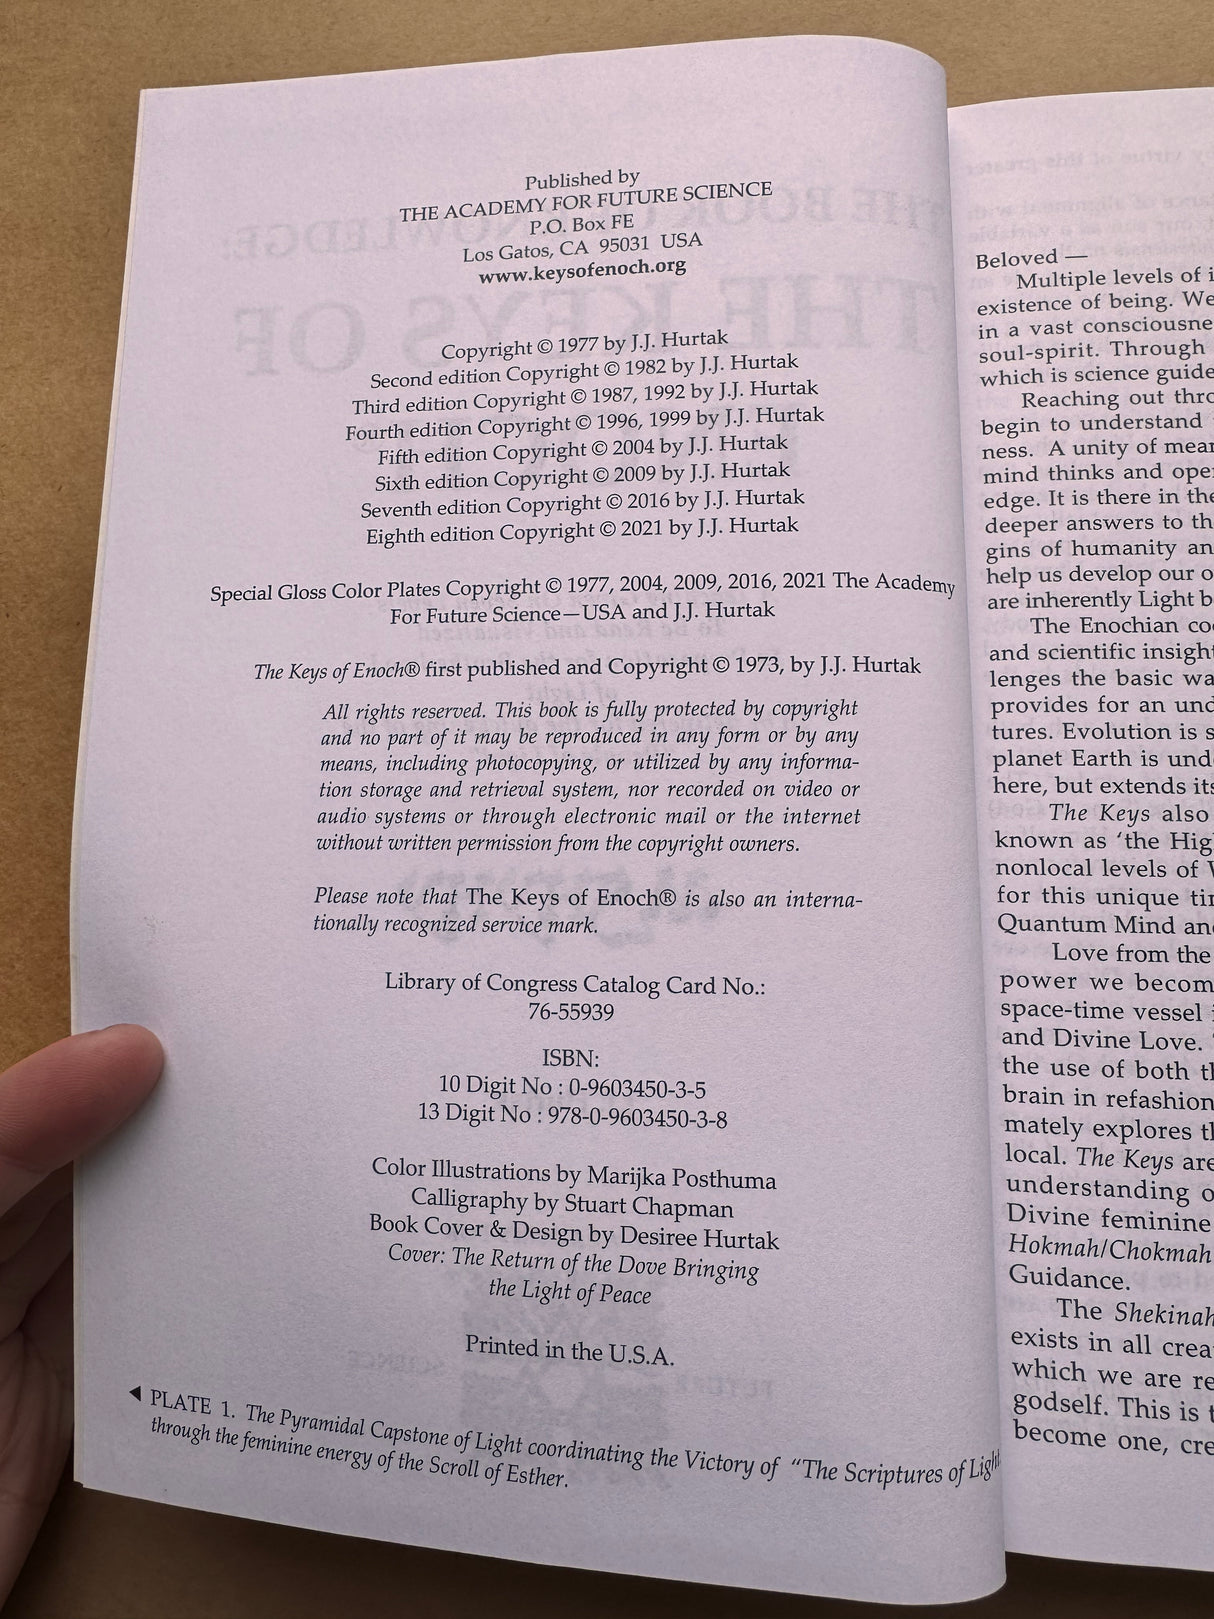 Published by
THE ACADEMY FOR FUTURE SCIENCE
P.O. Box FE
Los Gatos, CA 95031 USA
www.keysofenoch.org
Copyright © 1977 by J.J. Hurtak
Second edition Copyright © 1982 by J.J. Hurtak
Third edition Copyright © 1987, 1992 by J.J. Hurtak
Fourth edition Copyright © 1996, 1999 by J.J. Hurtak
Fifth edition Copyright © 2004 by J.J. Hurtak
Sixth edition Copyright © 2009 by J.J. Hurtak
Seventh edition Copyright © 2016 by J.J. Hurtak
Eighth edition Copyright © 2021 by J.J. Hurtak
Special Gloss Color Plates Copyright © 1977, 2004, 2009, 2016, 2021 The Academy
For Future Science—USA and J.J. Hurtak
The Keys of Enoch® first published and Copyright © 1973, by J.J. Hurtak
All rights reserved. This book is fully protected by copyright
and no part of it may be reproduced in any form or by any
means, including photocopying, or utilized by any informa-
tion storage and retrieval system, nor recorded on video or
audio systems or through electronic mail or the internet
without written permission from the copyright owners.
Please note that The Keys of Enoch® is also an interna-
tionally recognized service mark.
Library of Congress Catalog Card No.:
76-55939
ISBN:
10 Digit No : 0-9603450-3-5
13 Digit No : 978-0-9603450-3-8
Color Illustrations by Marijka Posthuma
Calligraphy by Stuart Chapman
Book Cover & Design by Desiree Hurtak
Cover: The Return of the Dove Bringing
the Light of Peace
Printed in the U.S.A.
◄ PLATE 1. The Pyramidal Capstone of Light coordinating the Victory of "The Scriptures of Light
through the feminine energy of the Scroll of Esther.
Beloved —
Multiple levels of
existence of being. We
in a vast consciousne
soul-spirit. Through
which is science guide
Reaching out thro
begin to understand
ness. A unity of mean
mind thinks and ope
edge. It is there in the
deeper answers to th
gins of humanity an
help us develop our o
are inherently Light b
The Enochian co
and scientific insight
lenges the basic wa
provides for an und
tures. Evolution is s
planet Earth is und
here, but extends its
The Keys also
known as 'the Hig
nonlocal levels of
for this unique tin
Quantum Mind and
Love from the
power we becom
space-time vessel
and Divine Love.
the use of both th
brain in refashion
mately explores th
local. The Keys are
understanding o
Divine feminine
Hokmah/Chokmah
Guidance.
The Shekinah
exists in all crea
which we are re
godself. This is t
become one, cre